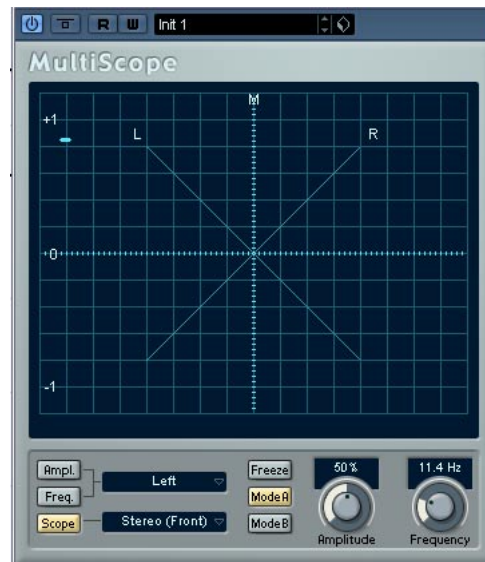 R W Init 1
MultiScope
M
+1
L R
0
-1
Ampl. Left Freeze 50 % 11.4 Hz
Freq. Mode A
Scope Stereo (Front) Mode B
Amplitude Frequency